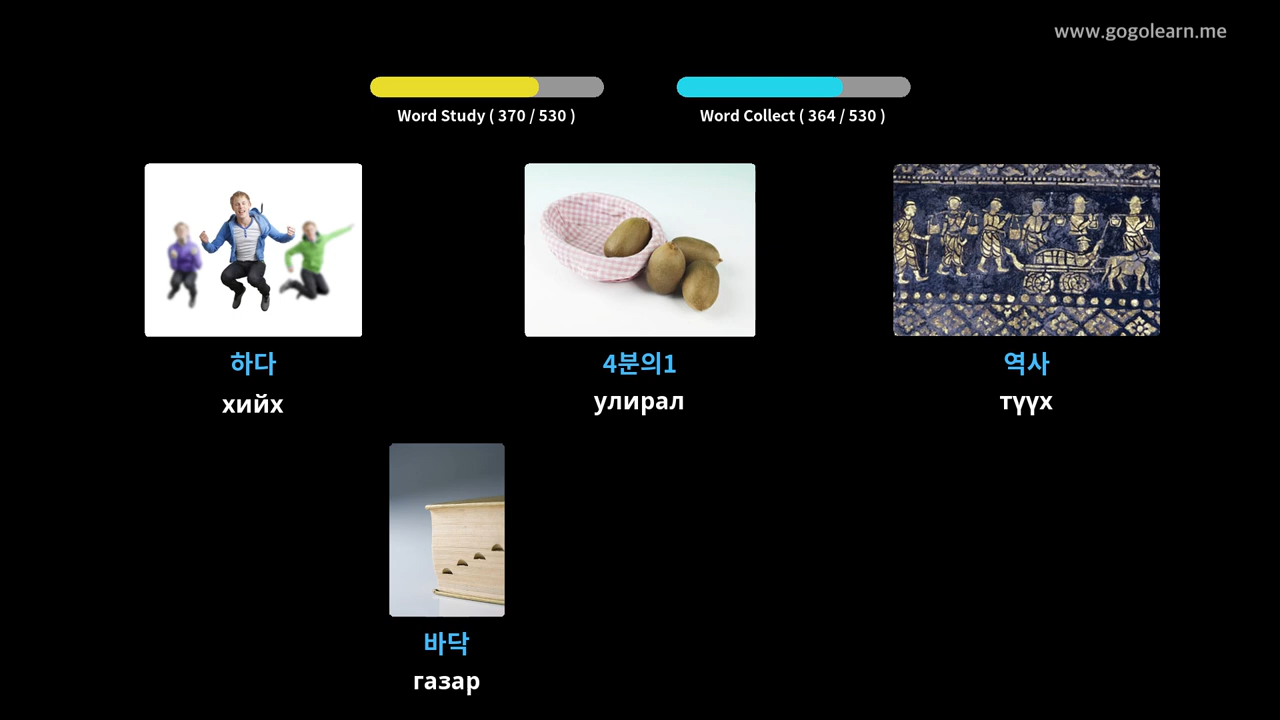 www.gogolearn.me
Word Study ( 370 / 530 )
Word Collect ( 364 / 530 )
하다
хийх
4분의1
улирал
역사
түүх
바닥
газар